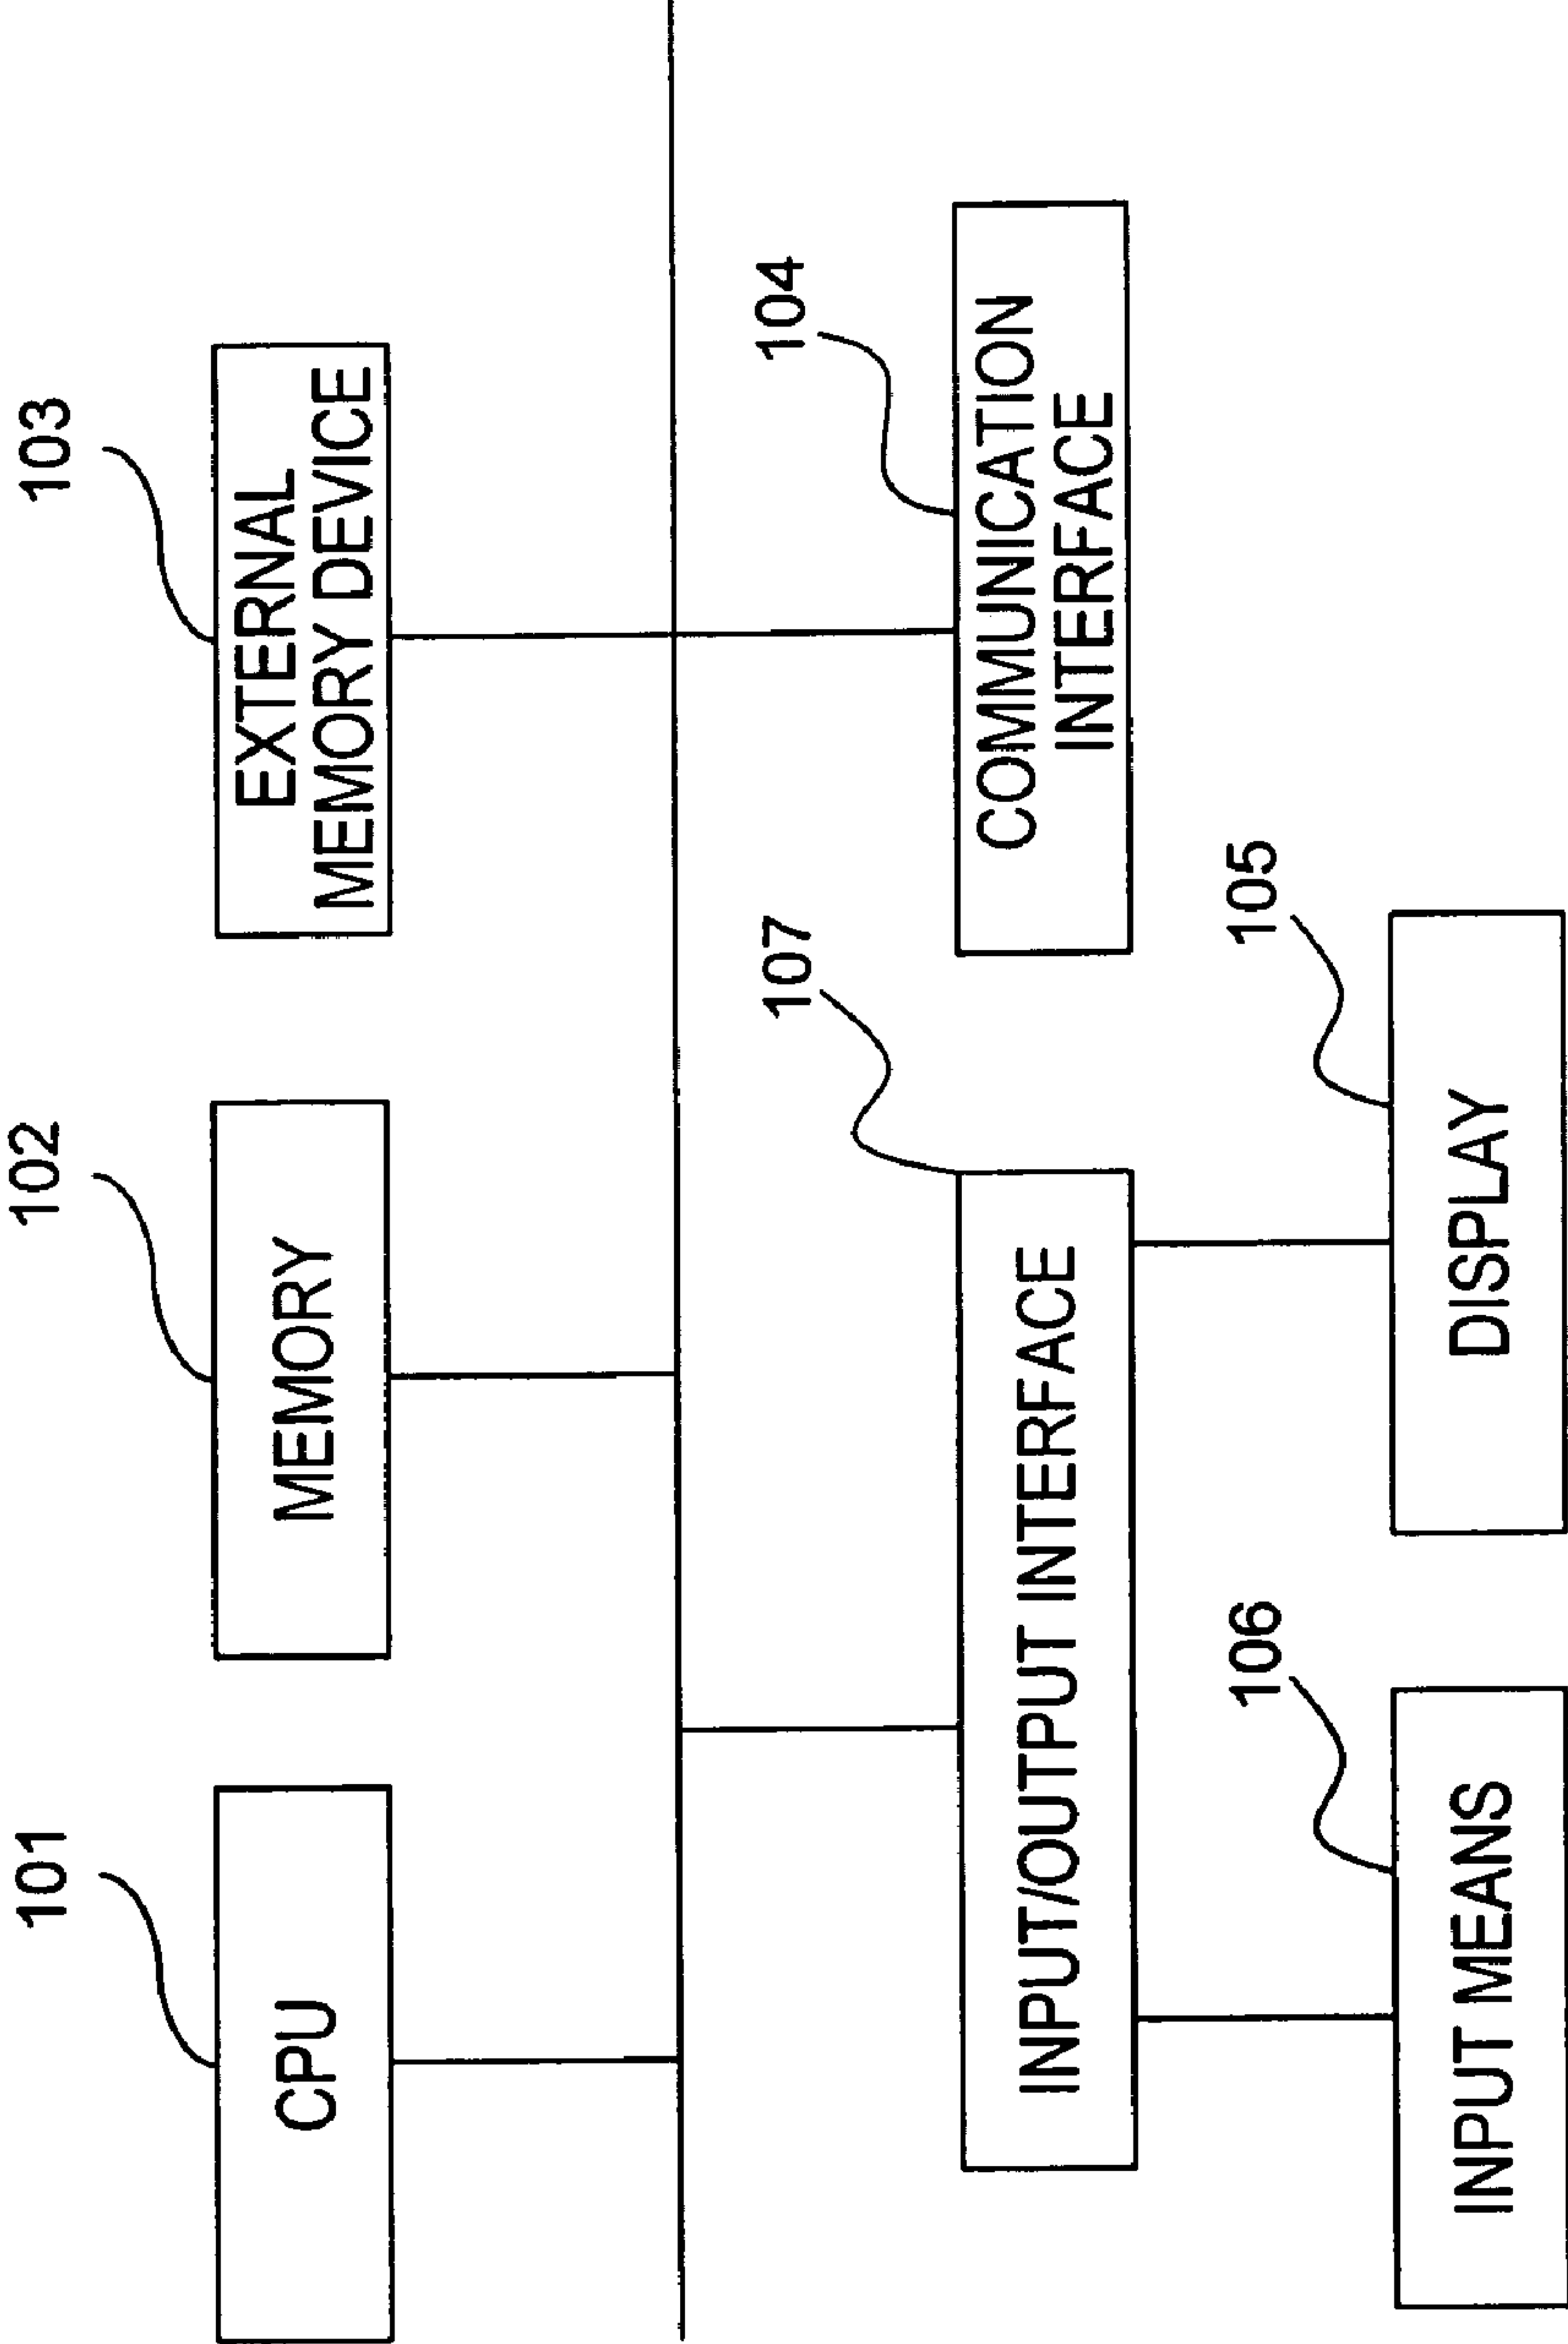 101
102
103
CPU
MEMORY
EXTERNAL
MEMORY DEVICE
107
104
INPUT/OUTPUT INTERFACE
COMMUNICATION
INTERFACE
106
105
INPUT MEANS
DISPLAY